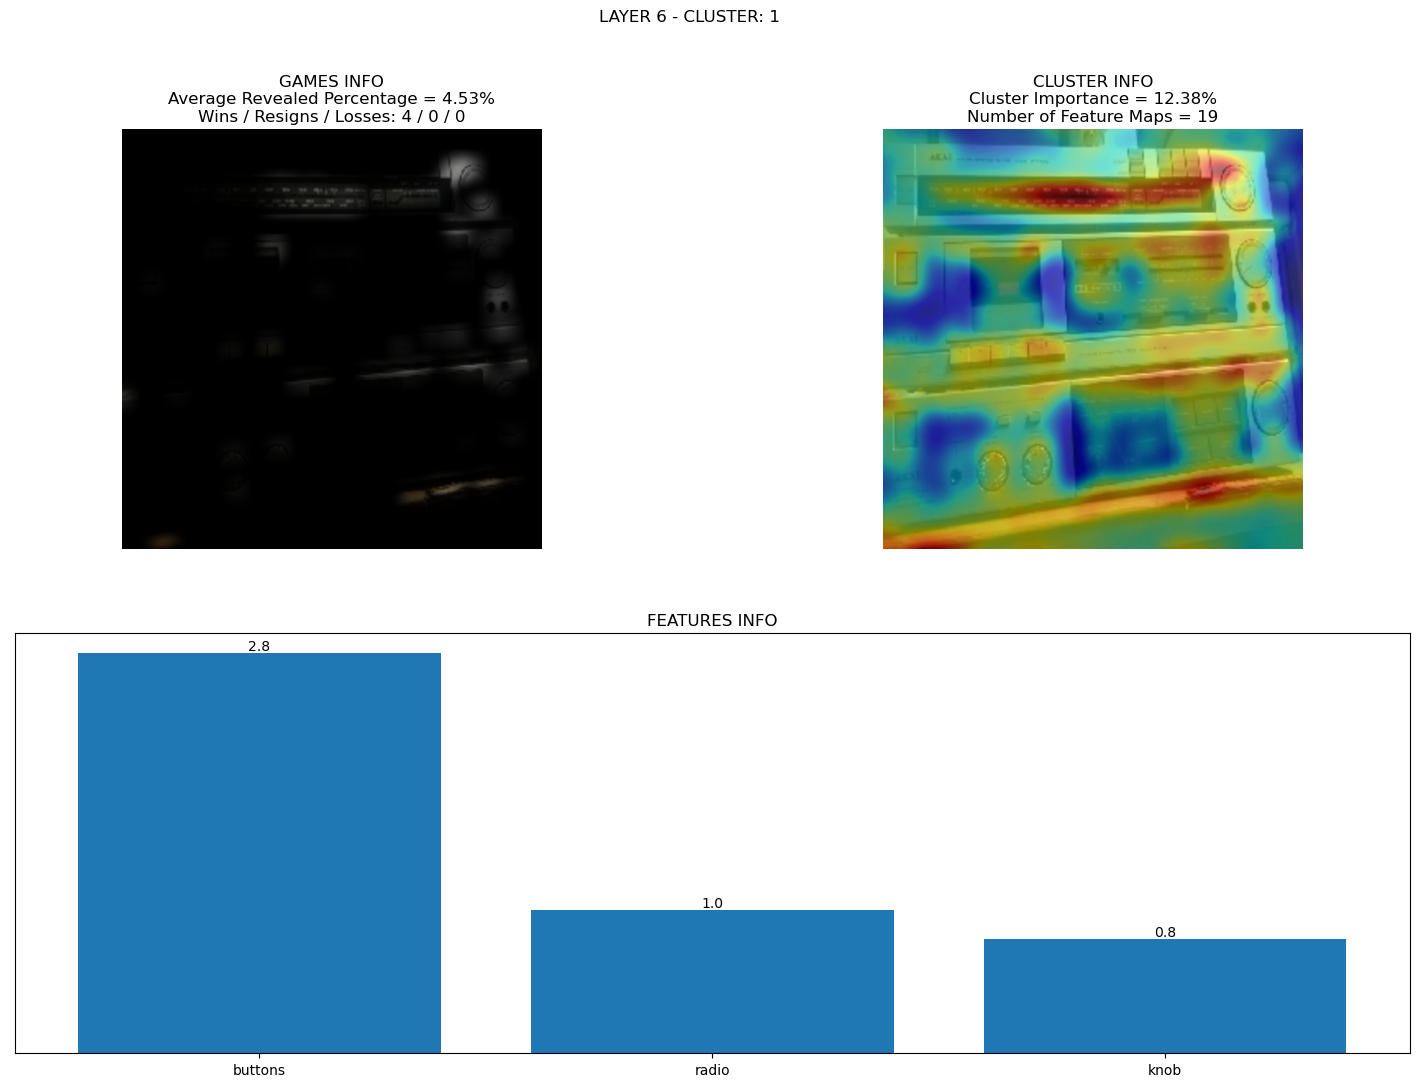 LAYER 6 - CLUSTER: 1
GAMES INFO
Average Revealed Percentage = 4.53%
Wins / Resigns / Losses: 4 / 0 / 0
CLUSTER INFO
Cluster Importance = 12.38%
Number of Feature Maps = 19
AKAI
FEATURES INFO
2.8
1.0
0.8
buttons
radio
knob